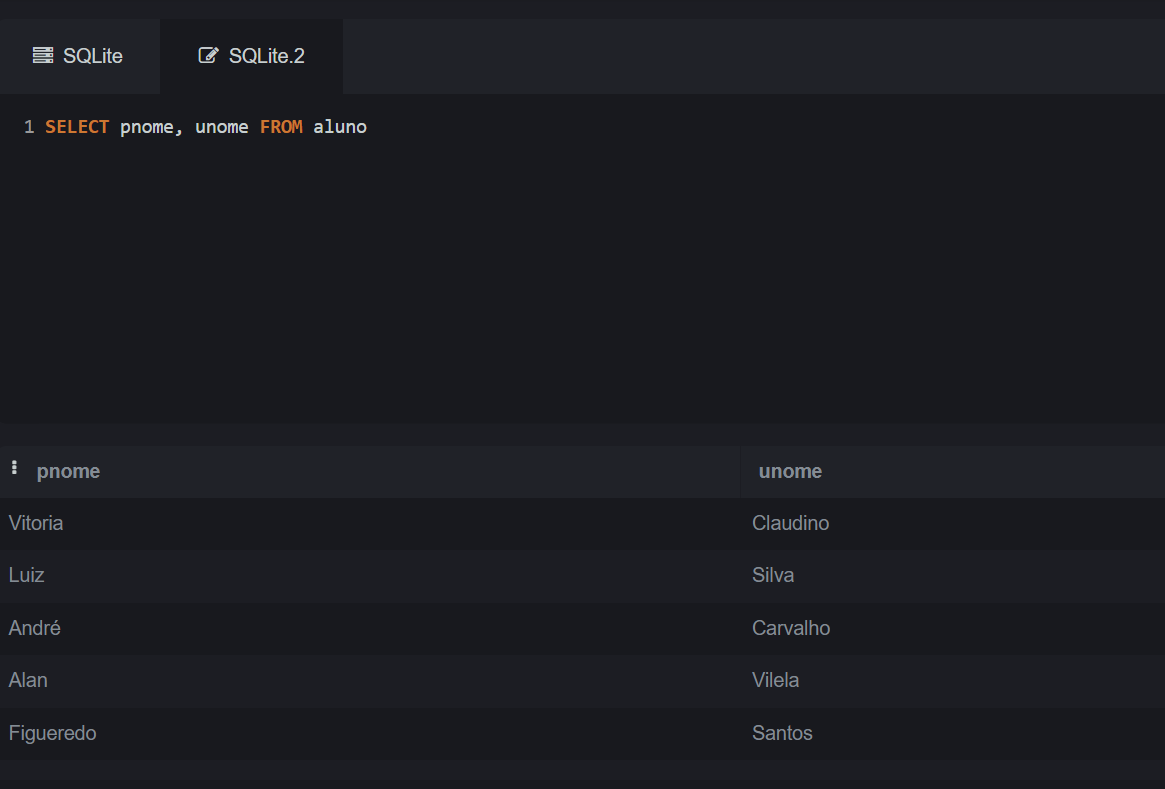 SQLite SQLite.2
1 SELECT pnome, unome FROM aluno
pnome unome
Vitoria Claudino
Luiz Silva
André Carvalho
Alan Vilela
Figueredo Santos